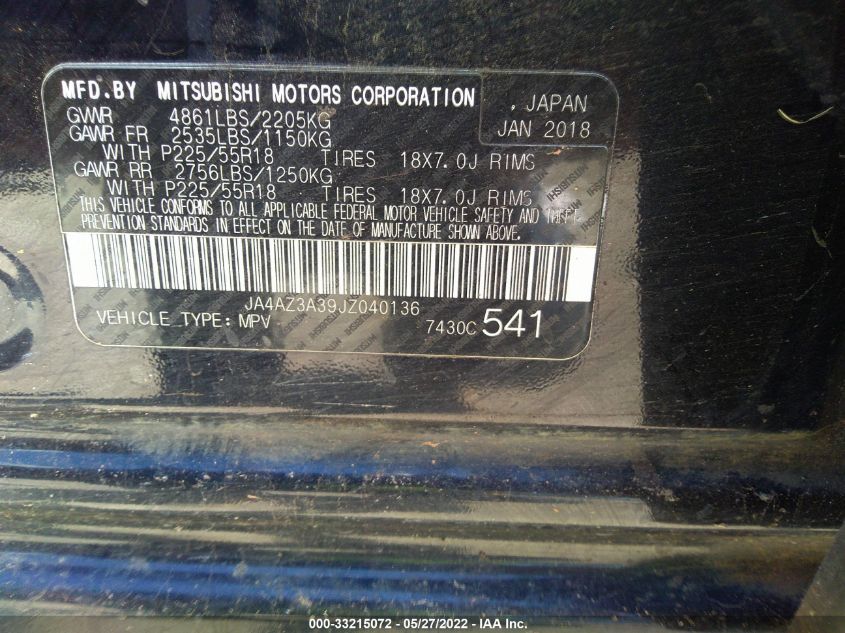 MFD.BY MITSUBISHI MOTORS CORPORATION , JAPAN
GVWR 4861LBS/2205KG JAN 2018
GAWR FR 2535LBS/1150KG
WITH P225/55R18 TIRES 18X7.0J RIMS
GAWR RR 2756LBS/1250KG
WITH P225/55R18 TIRES 18X7.0J RIMS
THIS VEHICLE CONFORMS TO ALL APPLICABLE FEDERAL MOTOR VEHICLE SAFETY AND THEFT
PREVENTION STANDARDS IN EFFECT ON THE DATE OF MANUFACTURE SHOWN ABOVE.
JA4AZ3A39JZ040136
VEHICLE TYPE: MPV 7430C 541
000-33215072 - 05/27/2022 - IAA Inc.